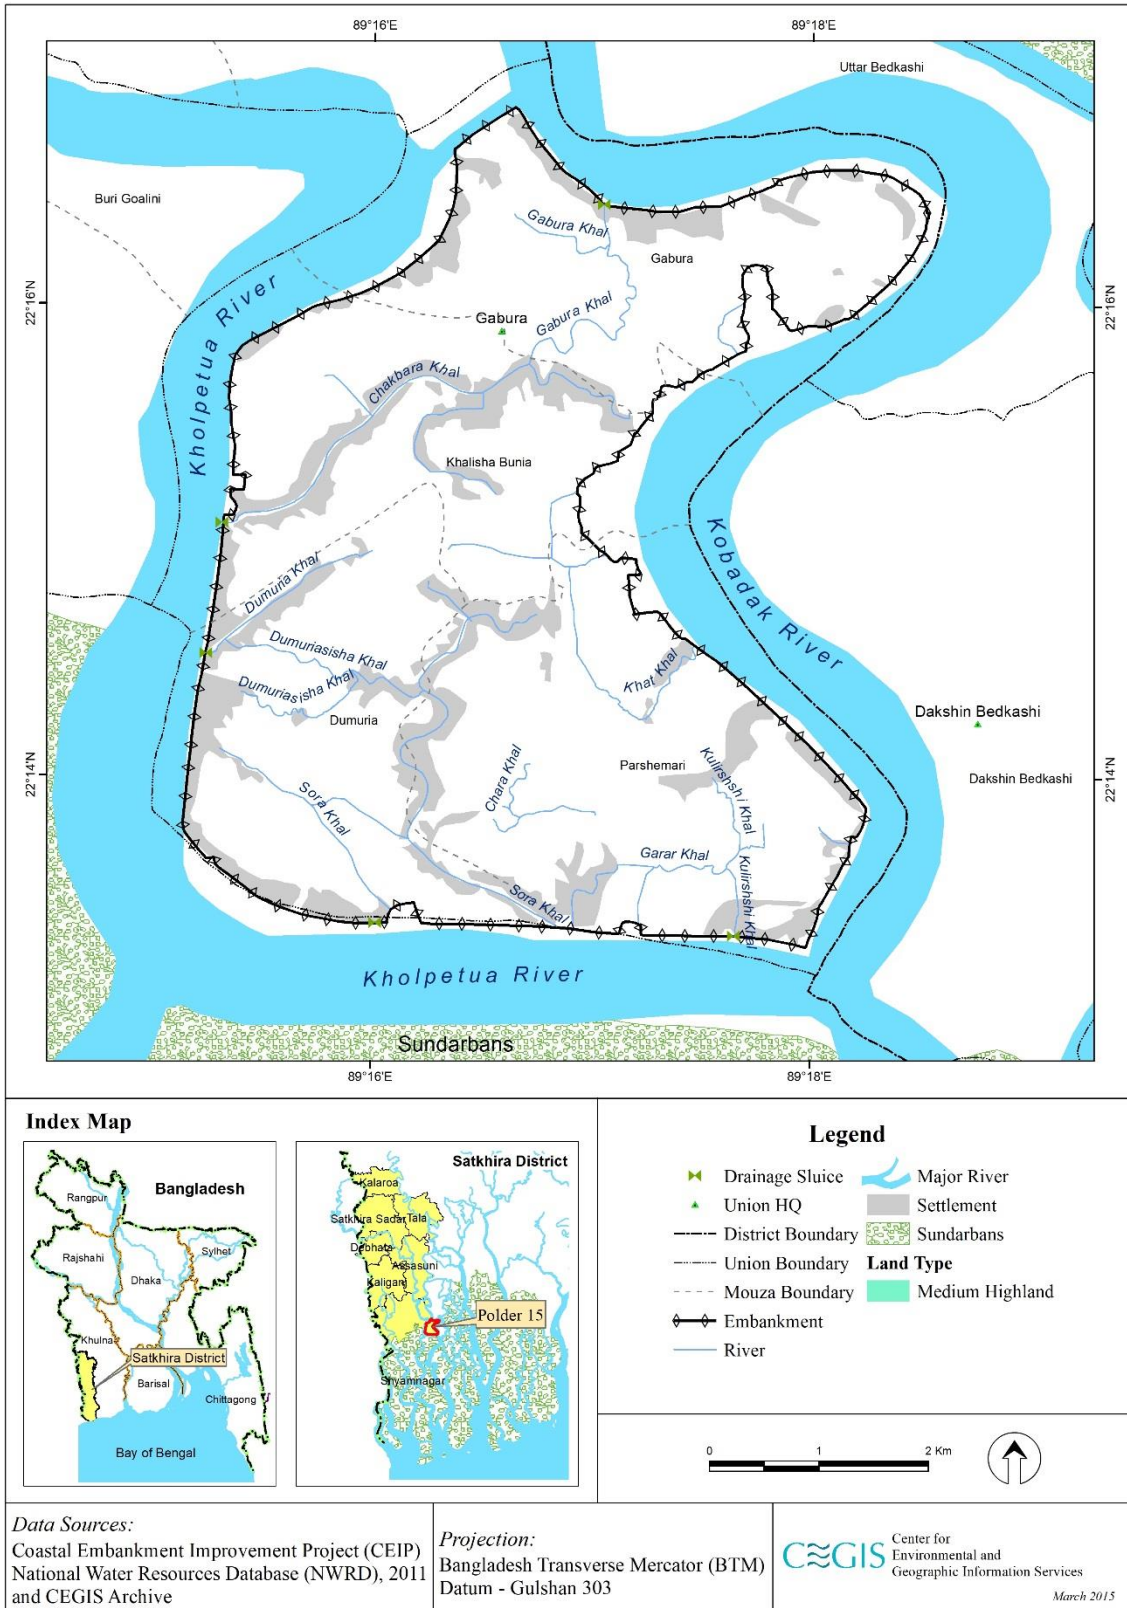 89°16'E
89°18'E
Uttar Bedkashi
Buri Goalini
Gabura Khal
Gabura
22°16'N
22°16'N
Kholpetua River
Gabura Khal
Gabura
Chakbara Khal
Khalisha Bunia
Kobadak River
Dumuria Khal
Dumuriasisha Khal
Khat Khal
Dumuriasisha Khal
Dakshin Bedkashi
Dumuria
Parshemari
Dakshin Bedkashi
22°14'N
22°14'N
Sora Khal
Chara Khal
Kulirshshi Khal
Garar Khal
Kulirshshi Khal
Sora Khal
Kholpetua River
Sundarbans
89°16'E
89°18'E
Index Map
Bangladesh
Rangpur
Rajshahi
Sylhet
Dhaka
Khulna
Satkhira District
Barisal
Chittagong
Bay of Bengal
Satkhira District
Kalaroa
Satkhira Sadar
Tala
Debhata
Assasuni
Kaliganj
Polder 15
Shyamnagar
Legend
Drainage Sluice
Union HQ
District Boundary
Union Boundary
Mouza Boundary
Embankment
River
Major River
Settlement
Sundarbans
Land Type
Medium Highland
0 1 2 Km
Data Sources:
Coastal Embankment Improvement Project (CEIP)
National Water Resources Database (NWRD), 2011
and CEGIS Archive
Projection:
Bangladesh Transverse Mercator (BTM)
Datum - Gulshan 303
CEGIS
Center for
Environmental and
Geographic Information Services
March 2015